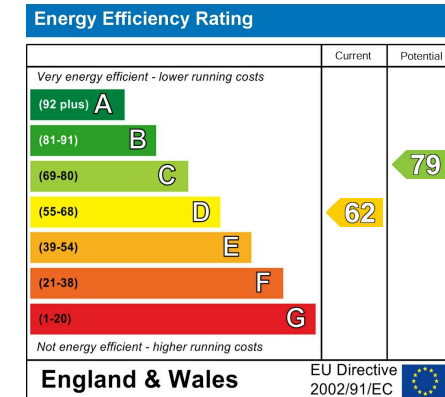 Energy Efficiency Rating
Current Potential
Very energy efficient - lower running costs
(92 plus) A
(81-91) B
(69-80) C
79
(55-68) D
62
(39-54) E
(21-38) F
(1-20) G
Not energy efficient - higher running costs
England & Wales
EU Directive
2002/91/EC